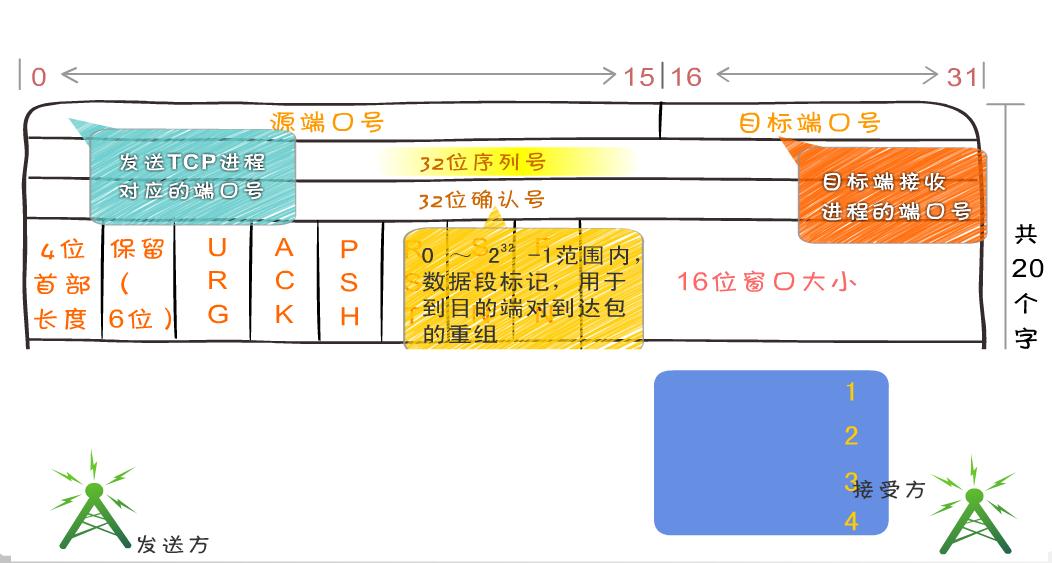 0 15 16 31
源端口号 目标端口号
发送TCP进程
对应的端口号
32位序列号
32位确认号
目标端接收
进程的端口号
4位
首部
长度
保留
(
6位)
URG
ACK
PSH
0 ～ 2³² -1范围内,
数据段标记，用于
到目的端对到达包
的重组
16位窗口大小
共
20
个
字
1
2
3
4
发送方
接受方